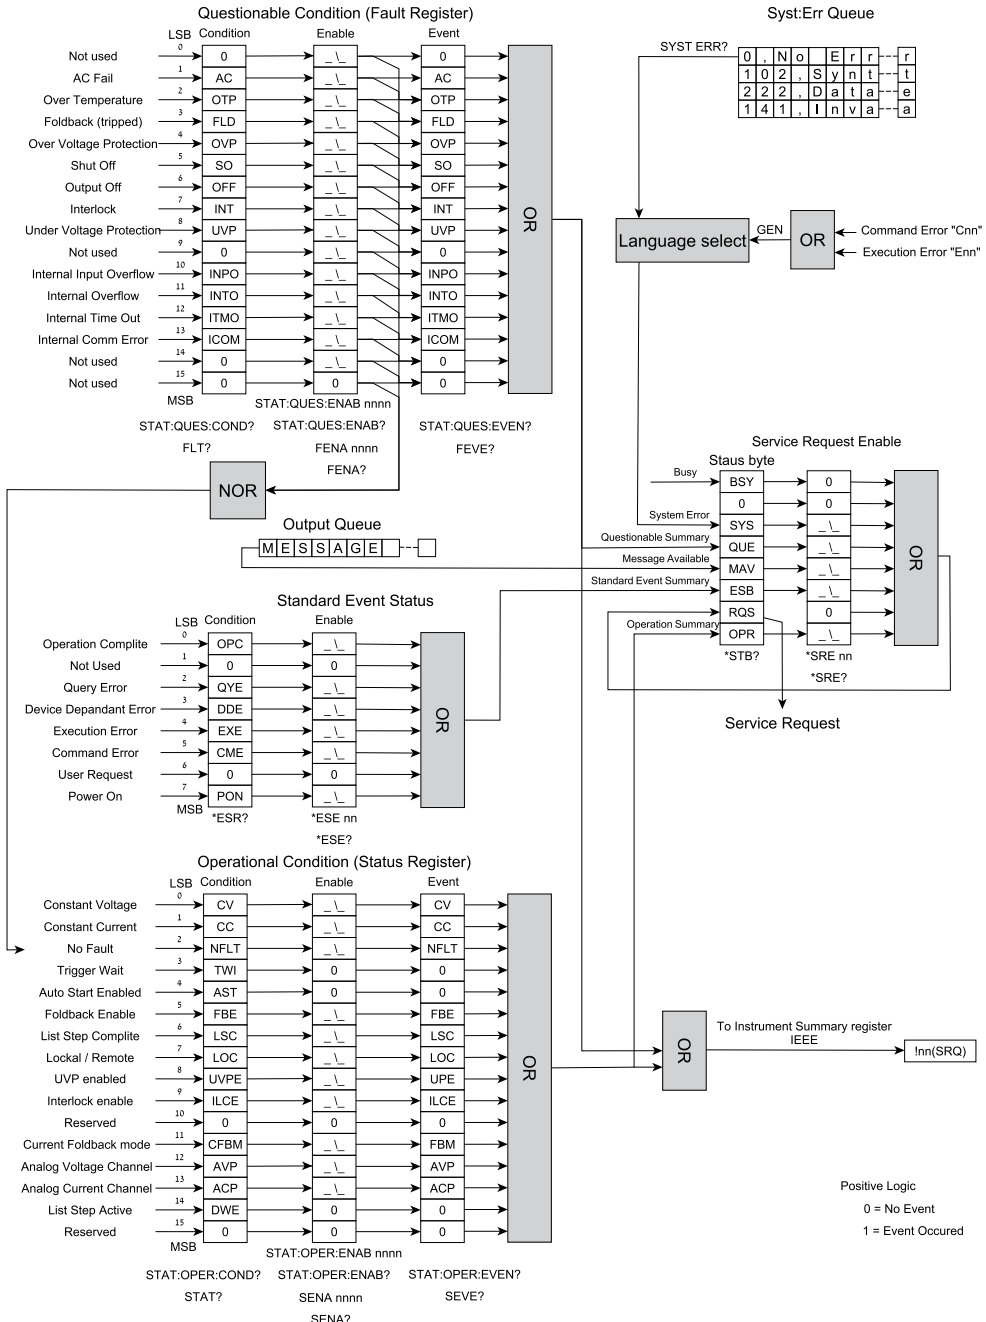 Questionable Condition (Fault Register)
LSB Condition Enable Event
Not used 0 0 _\_ 0
AC Fail 1 AC _\_ AC
Over Temperature 2 OTP _\_ OTP
Foldback (tripped) 3 FLD _\_ FLD
Over Voltage Protection 4 OVP _\_ OVP
Shut Off 5 SO _\_ SO
Output Off 6 OFF _\_ OFF
Interlock 7 INT _\_ INT
Under Voltage Protection 8 UVP _\_ UVP
Not used 9 0 _\_ 0
Internal Input Overflow 10 INPO _\_ INPO
Internal Overflow 11 INTO _\_ INTO
Internal Time Out 12 ITMO _\_ ITMO
Internal Comm Error 13 ICOM _\_ ICOM
Not used 14 0 _\_ 0
Not used 15 0 0 0
MSB
OR
STAT:QUES:ENAB nnnn
STAT:QUES:COND? STAT:QUES:ENAB? STAT:QUES:EVEN?
FLT? FENA nnnn FEVE?
FENA?
NOR
Syst:Err Queue
SYST ERR?
0 , N o E r r r
1 0 2 , S y n t t
2 2 2 , D a t a e
1 4 1 , I n v a a
Language select
GEN
OR
Command Error "Cnn"
Execution Error "Enn"
Output Queue
M E S S A G E
Service Request Enable
Staus byte
Busy BSY 0
0 0
System Error SYS _\_
Questionable Summary QUE _\_
Message Available MAV _\_
Standard Event Summary ESB _\_
RQS 0
Operation Summary OPR _\_
OR
*STB? *SRE nn
*SRE?
Service Request
Standard Event Status
LSB Condition Enable
Operation Complite 0 OPC _\_
Not Used 1 0 _\_
Query Error 2 QYE _\_
Device Dependant Error 3 DDE _\_
Execution Error 4 EXE _\_
Command Error 5 CME _\_
User Request 6 0 0
Power On 7 PON _\_
MSB
OR
*ESR? *ESE nn
*ESE?
Operational Condition (Status Register)
LSB Condition Enable Event
Constant Voltage 0 CV _\_ CV
Constant Current 1 CC _\_ CC
No Fault 2 NFLT _\_ NFLT
Trigger Wait 3 TWI 0 0
Auto Start Enabled 4 AST 0 0
Foldback Enable 5 FBE _\_ FBE
List Step Complite 6 LSC _\_ LSC
Lockal / Remote 7 LOC _\_ LOC
UVP enabled 8 UVPE _\_ UPE
Interlock enable 9 ILCE _\_ ILCE
Reserved 10 0 0 0
Current Foldback mode 11 CFBM _\_ FBM
Analog Voltage Channel 12 AVP _\_ AVP
Analog Current Channel 13 ACP _\_ ACP
List Step Active 14 DWE 0 0
Reserved 15 0 0 0
MSB
OR
STAT:OPER:ENAB nnnn
STAT:OPER:COND? STAT:OPER:ENAB? STAT:OPER:EVEN?
STAT? SENA nnnn SEVE?
SENA?
OR
To Instrument Summary register
IEEE
!nn(SRQ)
Positive Logic
0 = No Event
1 = Event Occured